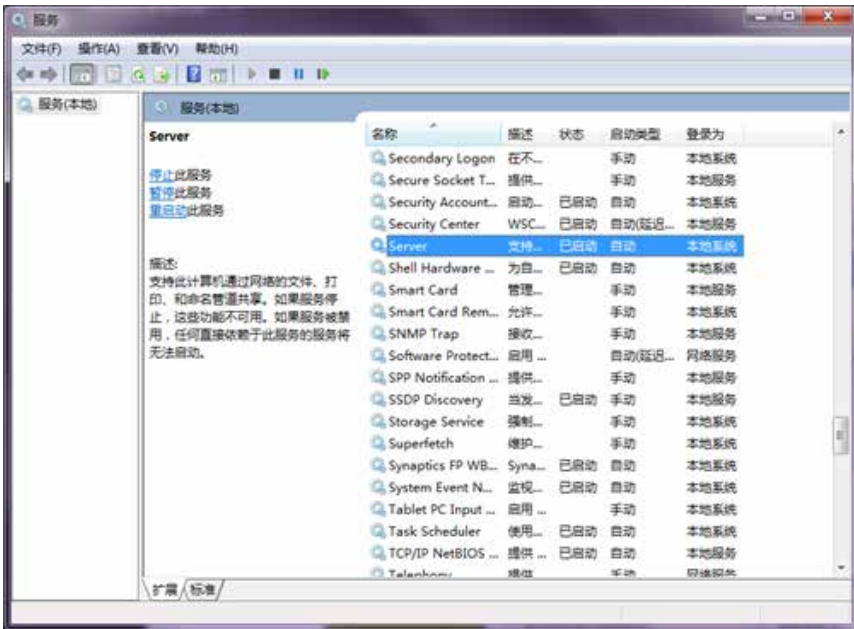 服务
文件(F) 操作(A) 查看(V) 帮助(H)
服务(本地)
服务(本地)
Server
停止此服务
暂停此服务
重启动此服务
描述:
支持此计算机通过网络的文件、打
印、和命名管道共享。如果服务停
止，这些功能不可用。如果服务被禁
用，任何直接依赖于此服务的服务将
无法启动。
名称 描述 状态 启动类型 登录为
Secondary Logon 在不... 手动 本地系统
Secure Socket T... 提供... 手动 本地服务
Security Account... 启动... 已启动 自动 本地系统
Security Center WSC... 已启动 自动(延迟... 本地服务
Server 支持... 已启动 自动 本地系统
Shell Hardware ... 为自... 已启动 自动 本地系统
Smart Card 管理... 手动 本地服务
Smart Card Rem... 允许... 手动 本地系统
SNMP Trap 接收... 手动 本地服务
Software Protect... 启用 ... 自动(延迟... 网络服务
SPP Notification ... 提供... 手动 本地服务
SSDP Discovery 当发... 已启动 手动 本地服务
Storage Service 强制... 手动 本地系统
Superfetch 维护... 手动 本地系统
Synaptics FP WB... Syna... 已启动 自动 本地系统
System Event N... 监视... 已启动 自动 本地系统
Tablet PC Input ... 启用 ... 手动 本地系统
Task Scheduler 使用... 已启动 自动 本地系统
TCP/IP NetBIOS ... 提供 ... 已启动 自动 本地服务
Telephony 提供 手动 网络服务
扩展 标准